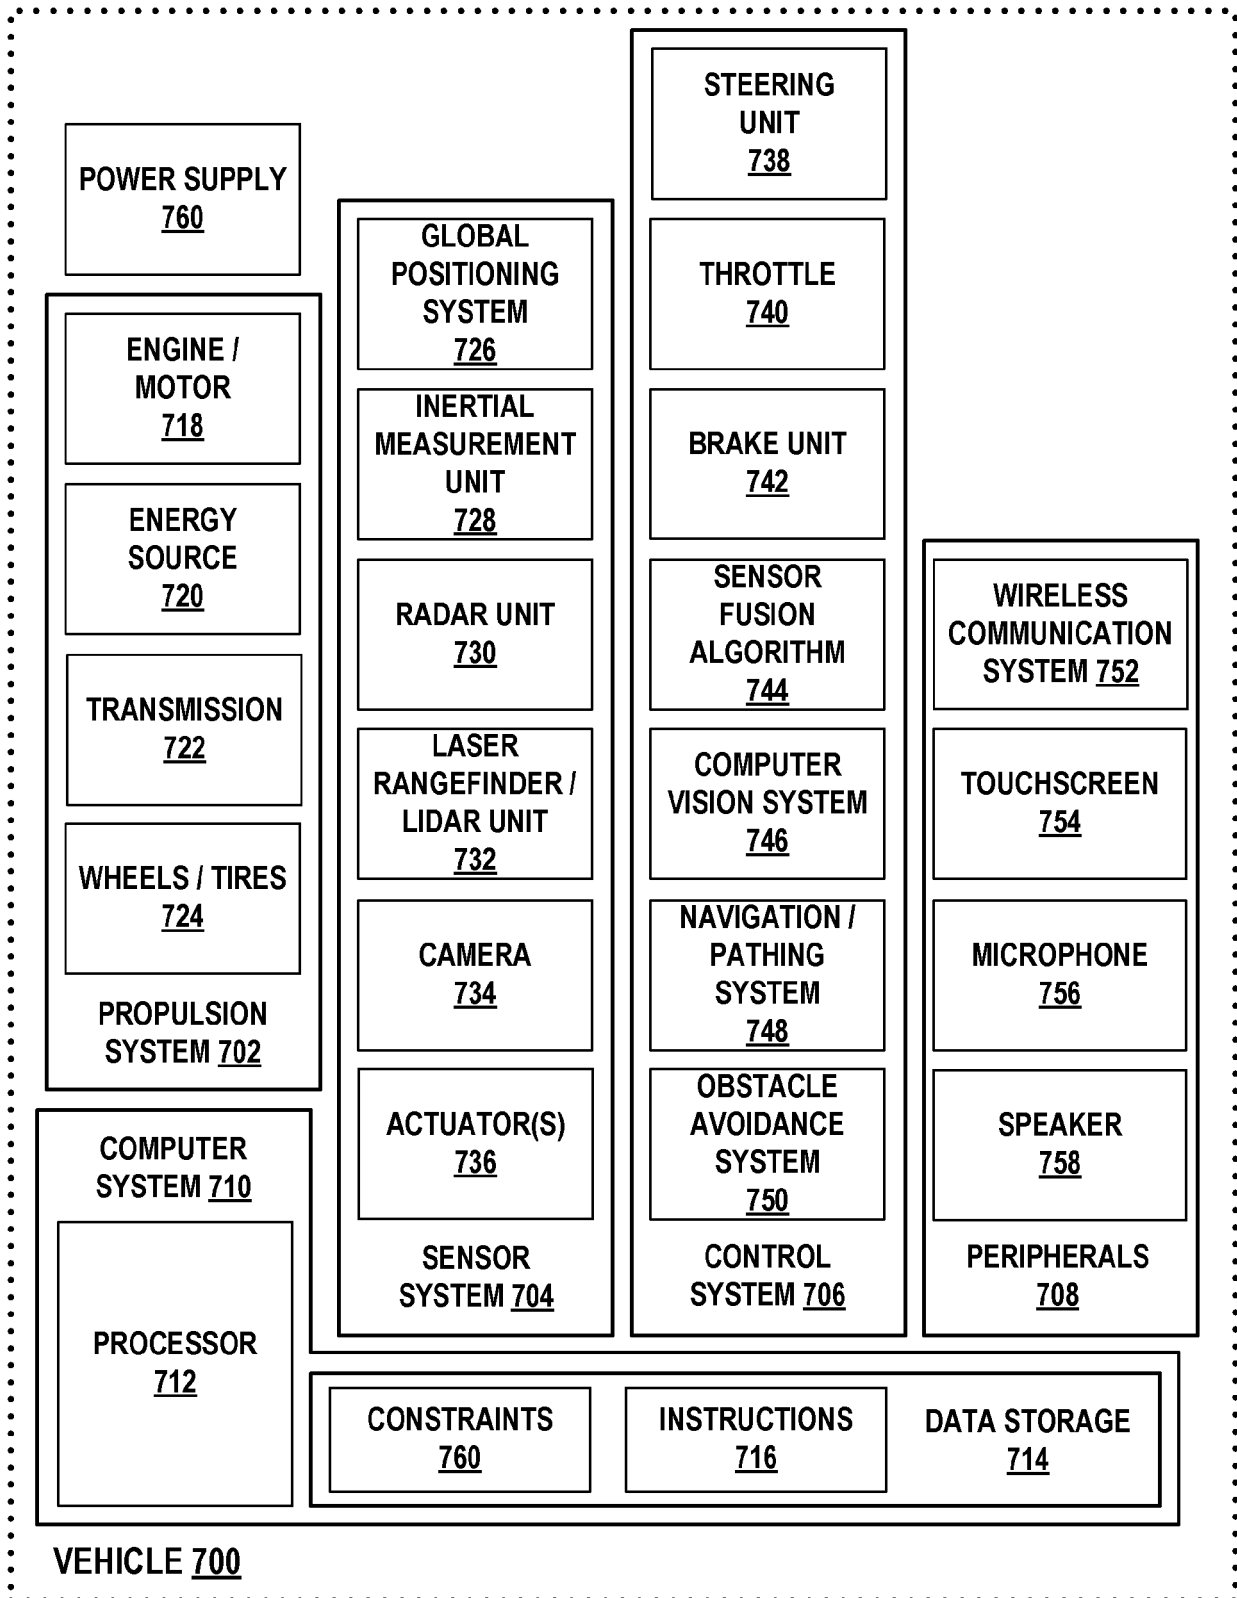 POWER SUPPLY
760
ENGINE /
MOTOR
718
ENERGY
SOURCE
720
TRANSMISSION
722
WHEELS / TIRES
724
PROPULSION
SYSTEM 702
GLOBAL
POSITIONING
SYSTEM
726
INERTIAL
MEASUREMENT
UNIT
728
RADAR UNIT
730
LASER
RANGEFINDER /
LIDAR UNIT
732
CAMERA
734
ACTUATOR(S)
736
SENSOR
SYSTEM 704
STEERING
UNIT
738
THROTTLE
740
BRAKE UNIT
742
SENSOR
FUSION
ALGORITHM
744
COMPUTER
VISION SYSTEM
746
NAVIGATION /
PATHING
SYSTEM
748
OBSTACLE
AVOIDANCE
SYSTEM
750
CONTROL
SYSTEM 706
WIRELESS
COMMUNICATION
SYSTEM 752
TOUCHSCREEN
754
MICROPHONE
756
SPEAKER
758
PERIPHERALS
708
COMPUTER
SYSTEM 710
PROCESSOR
712
CONSTRAINTS
760
INSTRUCTIONS
716
DATA STORAGE
714
VEHICLE 700